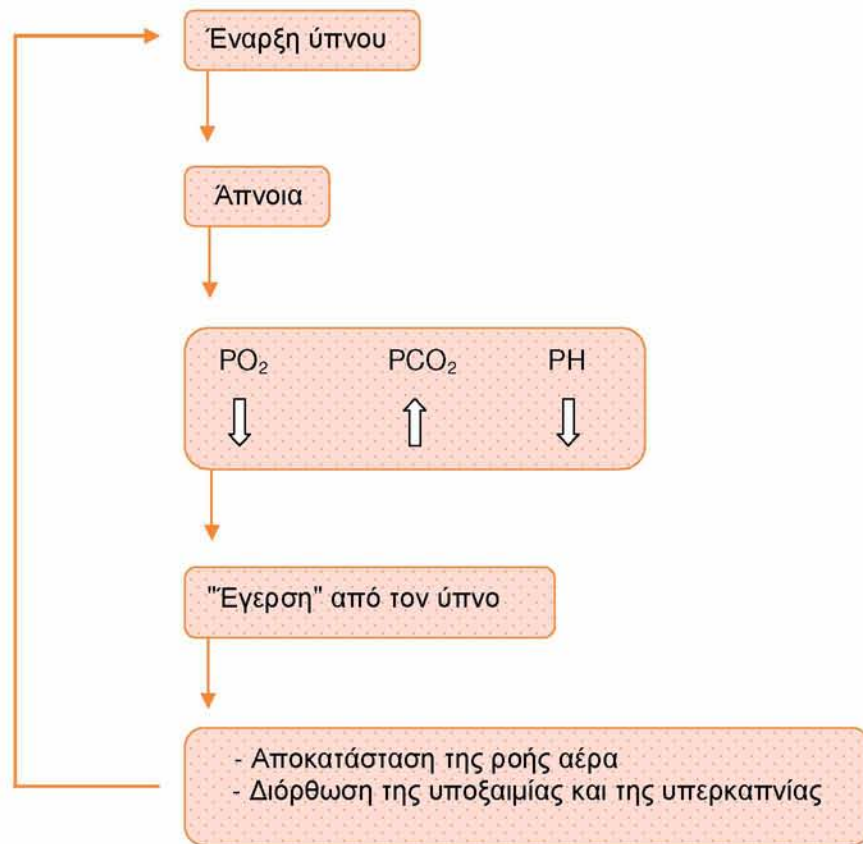 Έναρξη ύπνου
Άπνοια
PO₂ PCO₂ PH
"Έγερση" από τον ύπνο
- Αποκατάσταση της ροής αέρα
- Διόρθωση της υποξαιμίας και της υπερκαπνίας